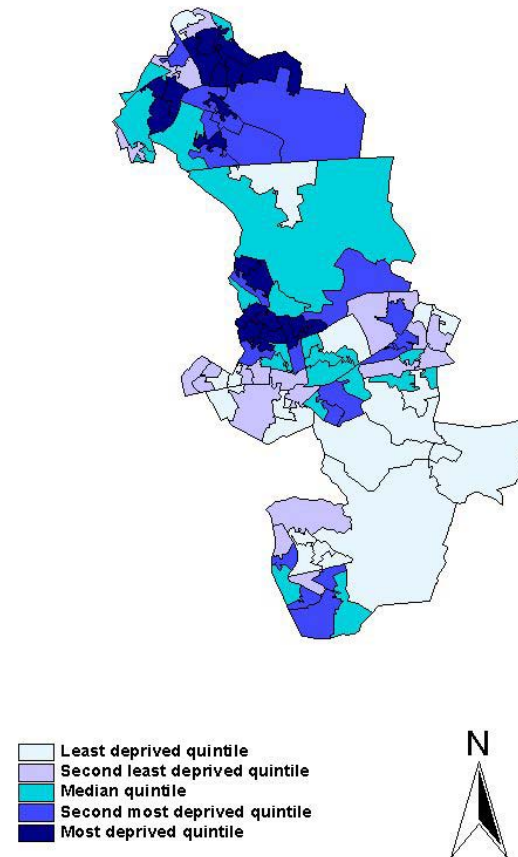 N
Least deprived quintile
Second least deprived quintile
Median quintile
Second most deprived quintile
Most deprived quintile